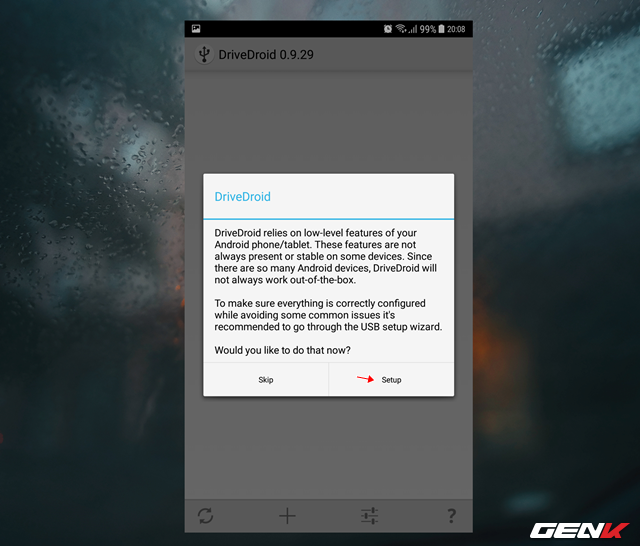 99% 20:08
DriveDroid 0.9.29
DriveDroid
DriveDroid relies on low-level features of your
Android phone/tablet. These features are not
always present or stable on some devices. Since
there are so many Android devices, DriveDroid will
not always work out-of-the-box.
To make sure everything is correctly configured
while avoiding some common issues it's
recommended to go through the USB setup wizard.
Would you like to do that now?
Skip
Setup
?
GENK